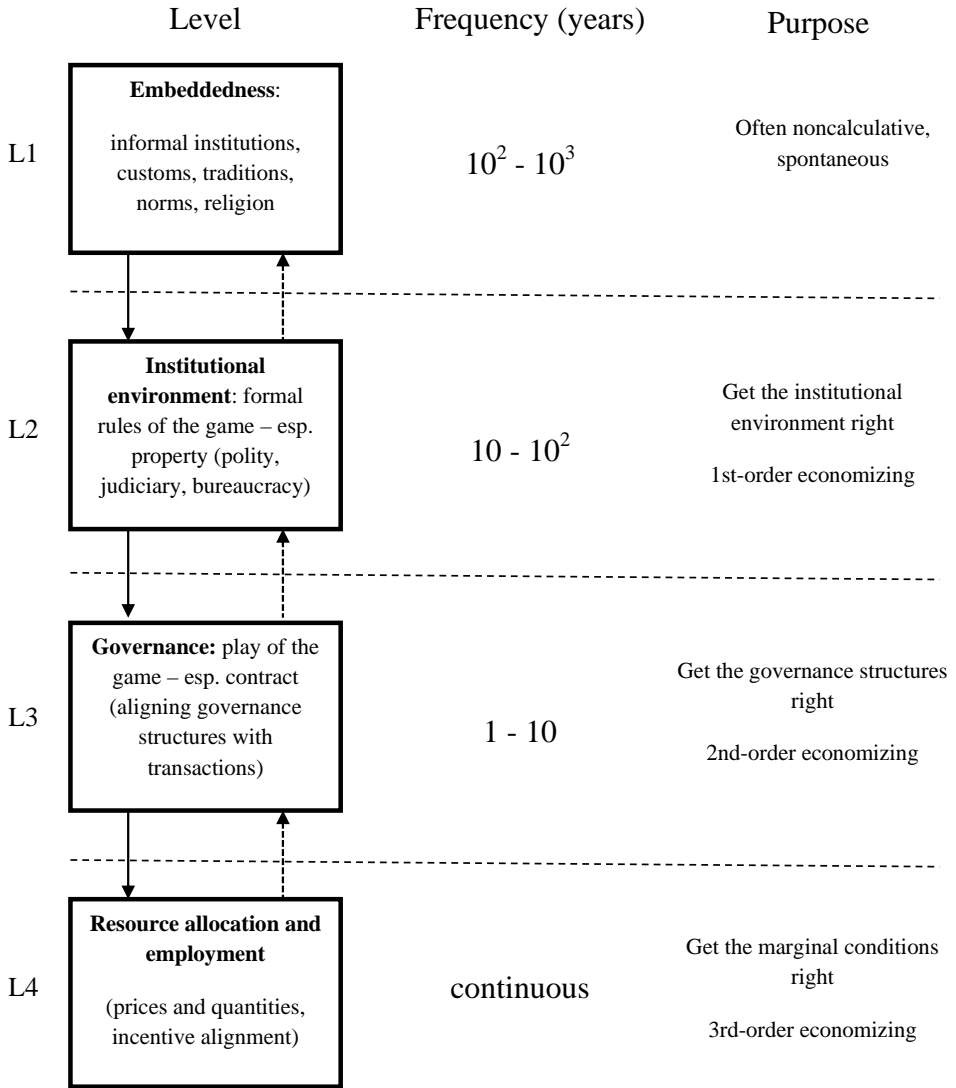 Level Frequency (years) Purpose
L1
Embeddedness:
informal institutions,
customs, traditions,
norms, religion
10² - 10³
Often noncalculative,
spontaneous
L2
Institutional
environment: formal
rules of the game – esp.
property (polity,
judiciary, bureaucracy)
10 - 10²
Get the institutional
environment right
1st-order economizing
L3
Governance: play of the
game – esp. contract
(aligning governance
structures with
transactions)
1 - 10
Get the governance structures
right
2nd-order economizing
L4
Resource allocation and
employment
(prices and quantities,
incentive alignment)
continuous
Get the marginal conditions
right
3rd-order economizing